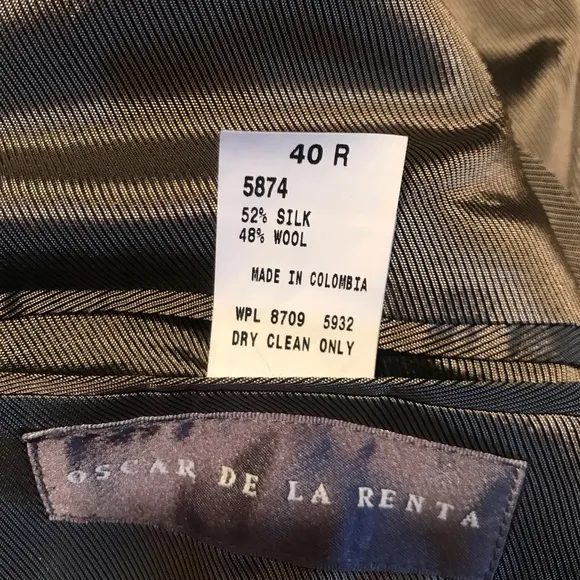 40 R
5874
52% SILK
48% WOOL
MADE IN COLOMBIA
WPL 8709 5932
DRY CLEAN ONLY
OSCAR DE LA RENTA